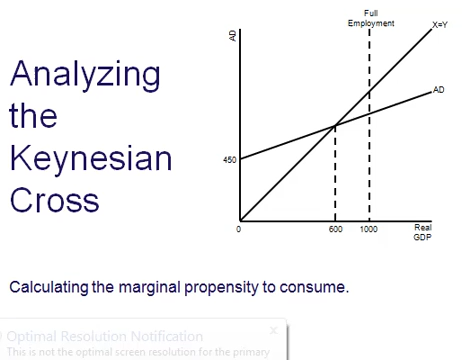 Analyzing
the
Keynesian
Cross
AD
Full
Employment
X=Y
AD
450
0
600
1000
Real
GDP
Calculating the marginal propensity to consume.
Optimal Resolution Notification
x
This is not the optimal screen resolution for the primary